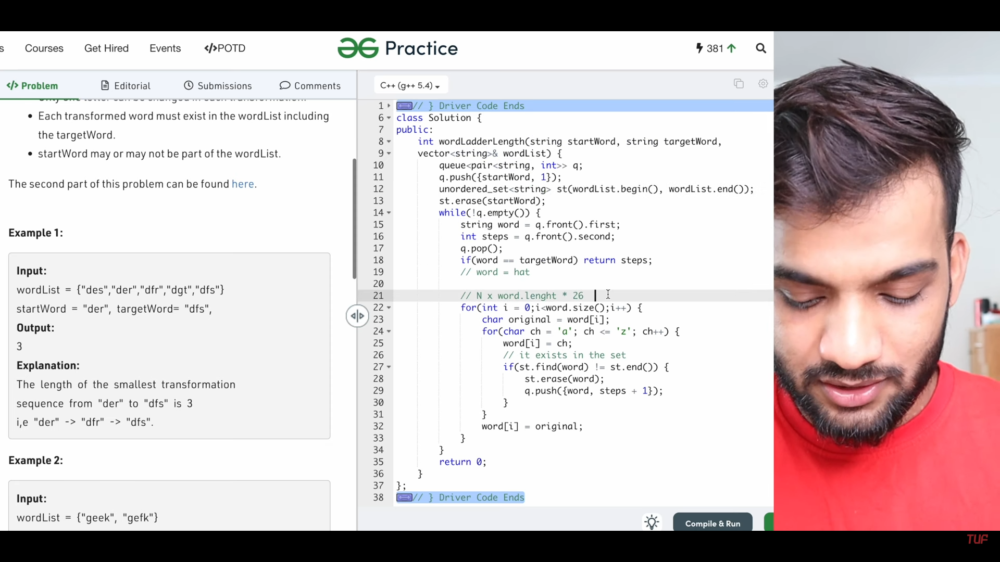 s Courses Get Hired Events </>POTD Practice 381
</> Problem Editorial Submissions Comments
Only one letter can be changed in each transformation.
Each transformed word must exist in the wordList including
the targetWord.
startWord may or may not be part of the wordList.
The second part of this problem can be found here.
Example 1:
Input:
wordList = {"des","der","dfr","dgt","dfs"}
startWord = "der", targetWord= "dfs",
Output:
3
Explanation:
The length of the smallest transformation
sequence from "der" to "dfs" is 3
i,e "der" -> "dfr" -> "dfs".
Example 2:
Input:
wordList = {"geek", "gefk"}
C++ (g++ 5.4)
1 // } Driver Code Ends
6 class Solution {
7 public:
8 int wordLadderLength(string startWord, string targetWord,
9 vector<string>& wordList) {
10 queue<pair<string, int>> q;
11 q.push({startWord, 1});
12 unordered_set<string> st(wordList.begin(), wordList.end());
13 st.erase(startWord);
14 while(!q.empty()) {
15 string word = q.front().first;
16 int steps = q.front().second;
17 q.pop();
18 if(word == targetWord) return steps;
19 // word = hat
20
21 // N x word.lenght * 26
22 for(int i = 0;i<word.size();i++) {
23 char original = word[i];
24 for(char ch = 'a'; ch <= 'z'; ch++) {
25 word[i] = ch;
26 // it exists in the set
27 if(st.find(word) != st.end()) {
28 st.erase(word);
29 q.push({word, steps + 1});
30 }
31 }
32 word[i] = original;
33 }
34 }
35 return 0;
36 }
37 };
38 // } Driver Code Ends
Compile & Run
TUF